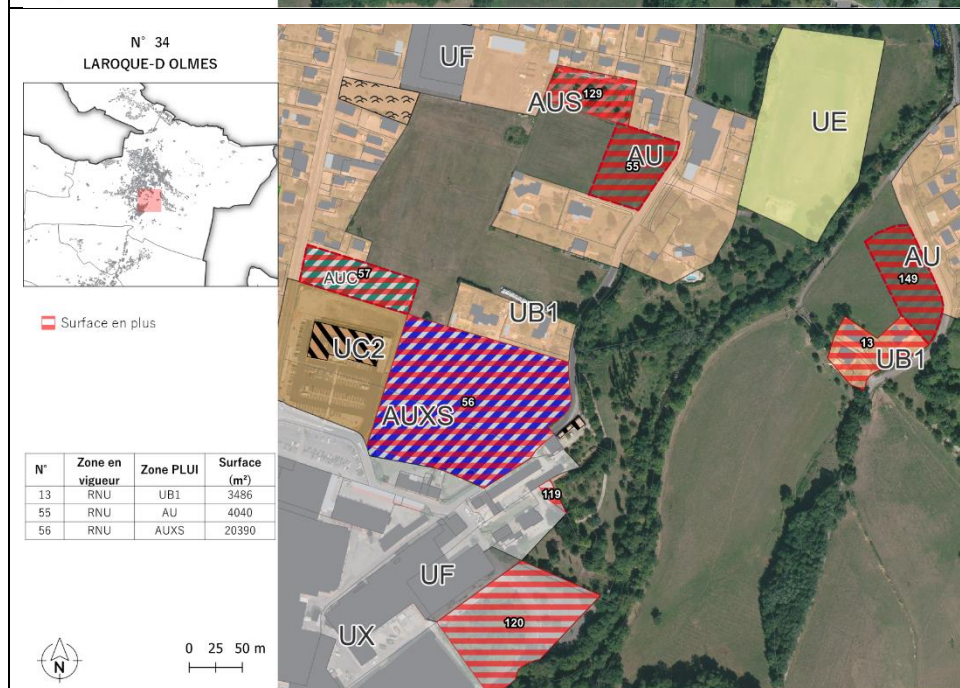 N° 34
LAROQUE-D OLMES
Surface en plus
N° Zone en vigueur Zone PLUI Surface (m²)
13 RNU UB1 3486
55 RNU AU 4040
56 RNU AUXS 20390
N
0 25 50 m
UF
AUS
129
UE
AU
55
AU
149
AUC
57
UB1
13
UB1
UC2
56
AUXS
119
UF
120
UX